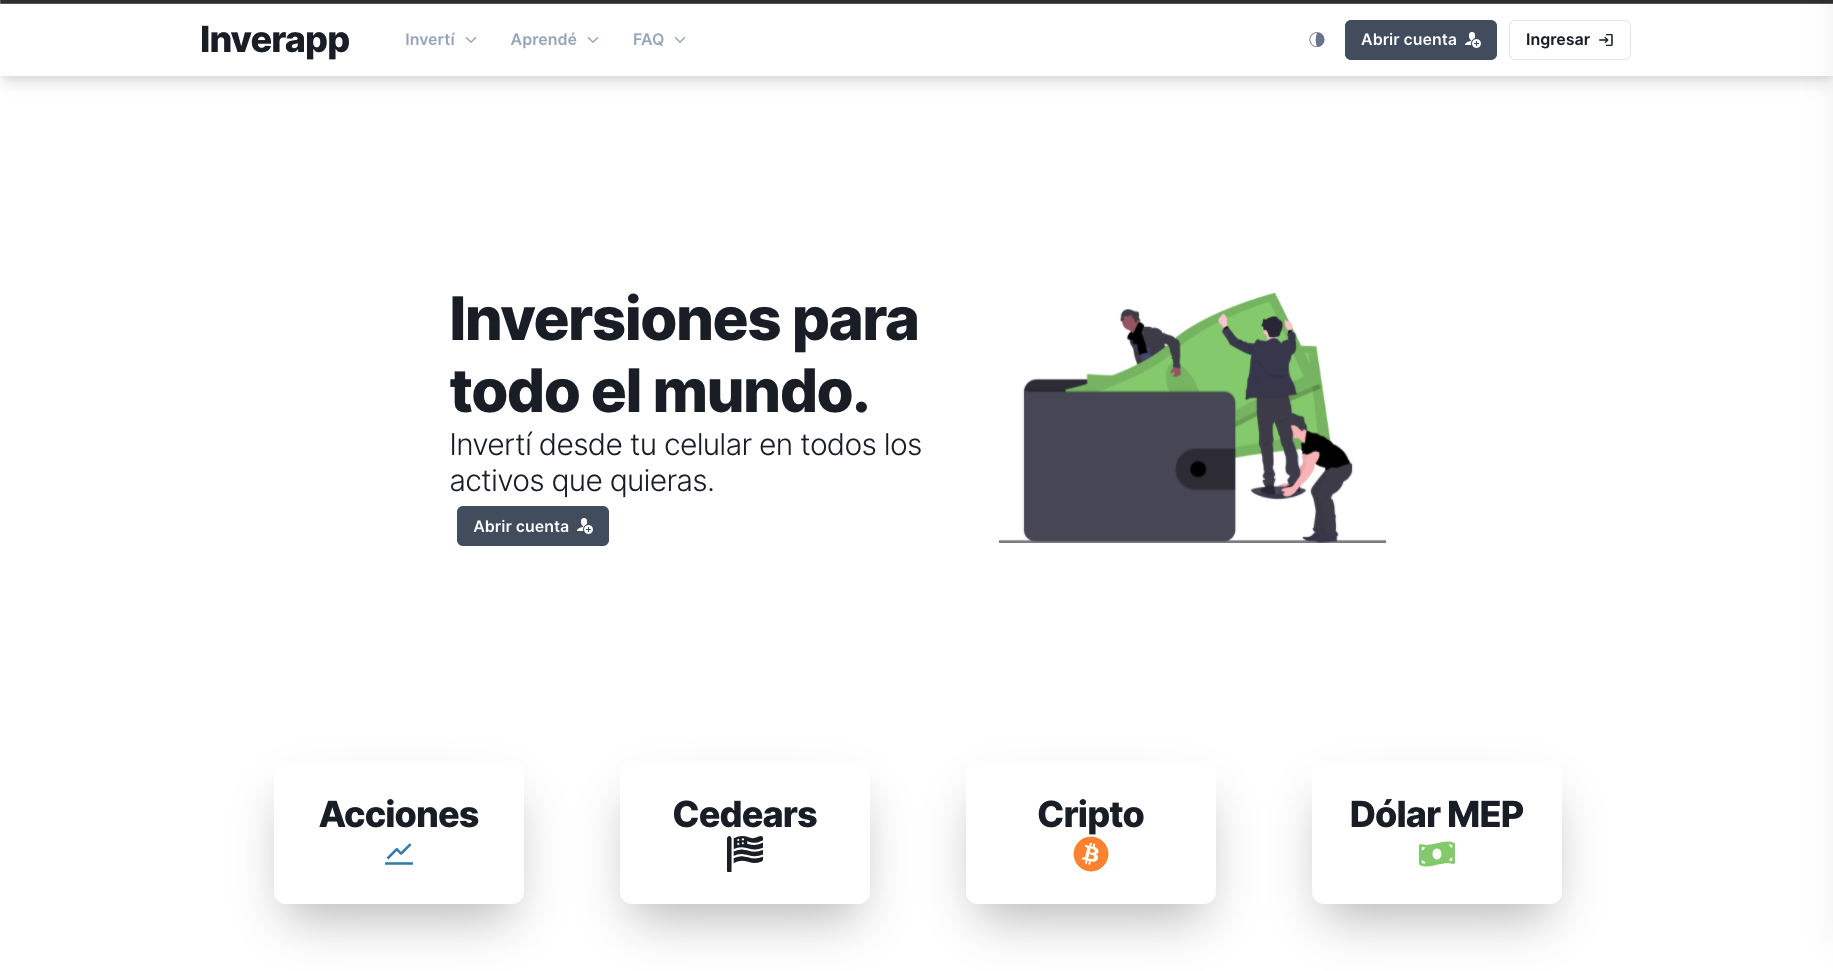 Inverapp
Invertí
Aprendé
FAQ
Abrir cuenta
Ingresar
Inversiones para
todo el mundo.
Invertí desde tu celular en todos los
activos que quieras.
Abrir cuenta
Acciones
Cedears
Cripto
Dólar MEP